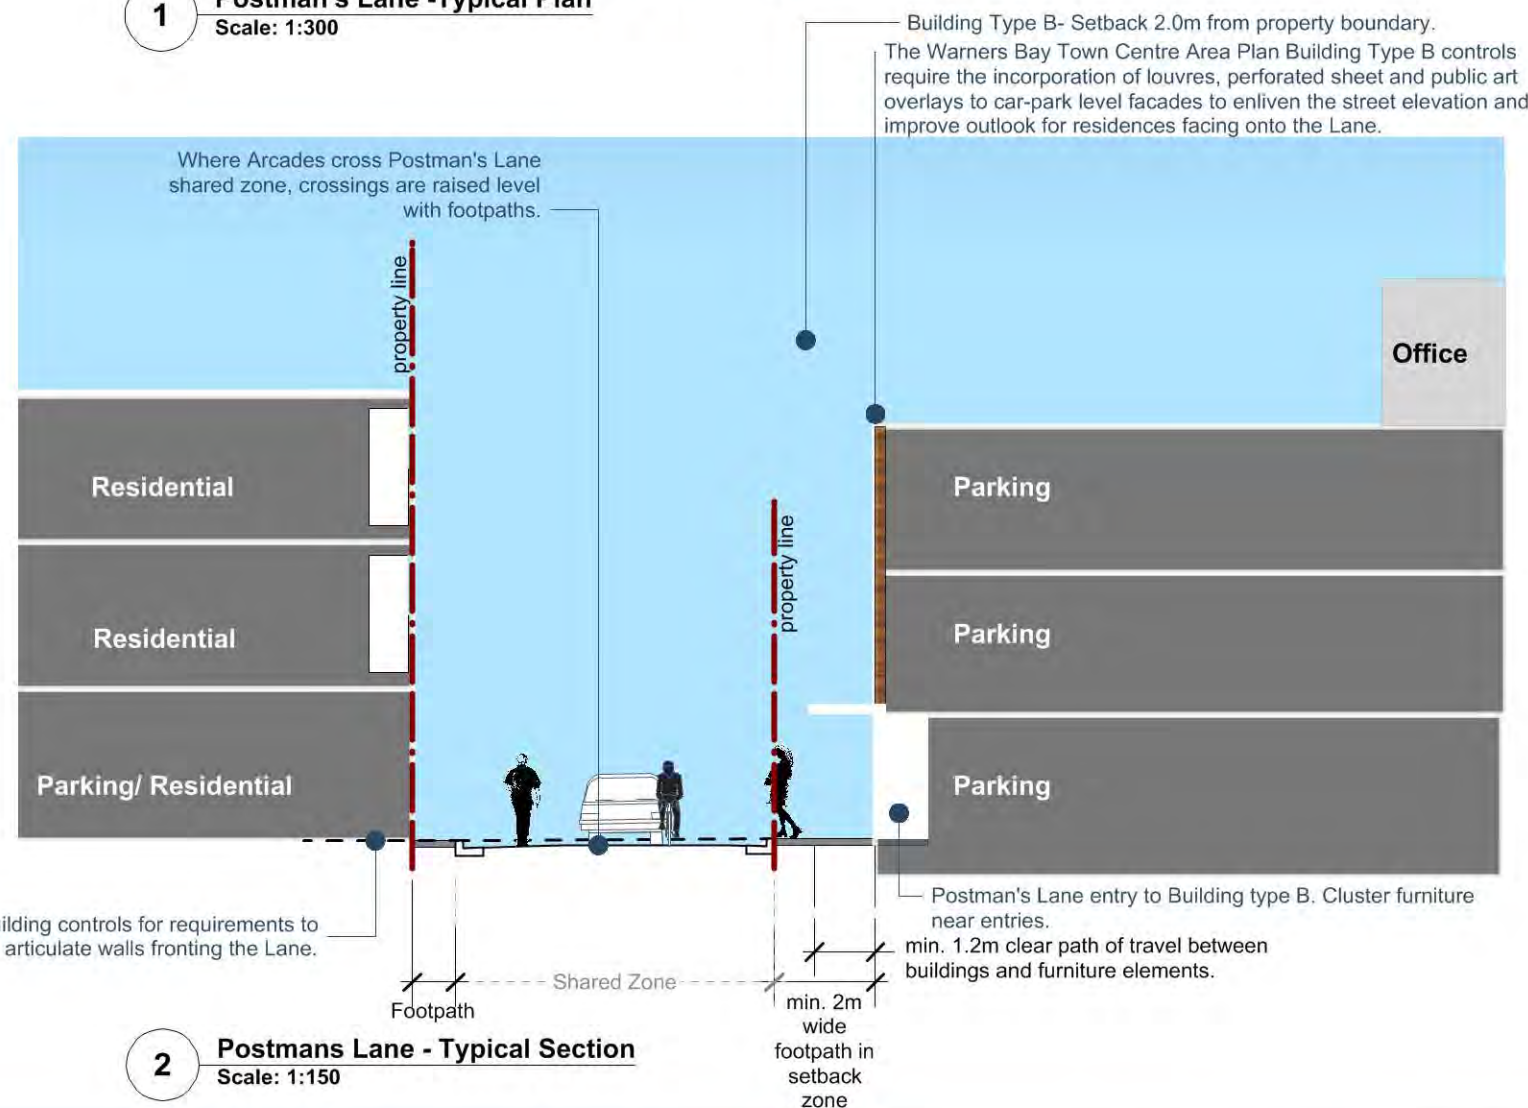 1
Postman's Lane -Typical Plan
Scale: 1:300
Building Type B- Setback 2.0m from property boundary.
The Warners Bay Town Centre Area Plan Building Type B controls
require the incorporation of louvres, perforated sheet and public art
overlays to car-park level facades to enliven the street elevation and
improve outlook for residences facing onto the Lane.
Where Arcades cross Postman's Lane
shared zone, crossings are raised level
with footpaths.
property line
Office
Residential
Parking
property line
Residential
Parking
Parking/ Residential
Parking
Postman's Lane entry to Building type B. Cluster furniture
near entries.
controls for requirements to
articulate walls fronting the Lane.
min. 1.2m clear path of travel between
buildings and furniture elements.
Shared Zone
Footpath
min. 2m
wide
footpath in
setback
zone
2
Postmans Lane - Typical Section
Scale: 1:150